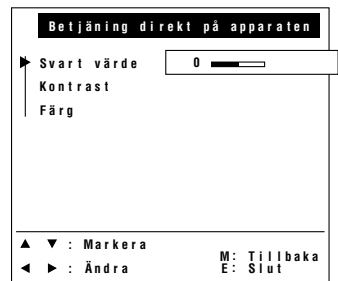 Betjäning direkt på apparaten
▶ Svart värde 0
Kontrast
Färg
▲ ▼ : Markera
◀ ▶ : Ändra
M: Tillbaka
E: Slut